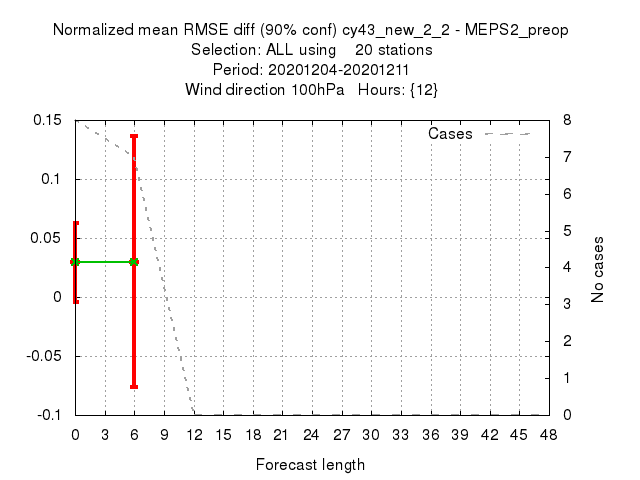 Normalized mean RMSE diff (90% conf) cy43_new_2_2 - MEPS2_preop
Selection: ALL using    20 stations
Period: 20201204-20201211
Wind direction 100hPa   Hours: {12}
0.15
0.1
0.05
0
-0.05
-0.1
Cases
8
7
6
5
4
3
2
1
0
No cases
0 3 6 9 12 15 18 21 24 27 30 33 36 39 42 45 48
Forecast length